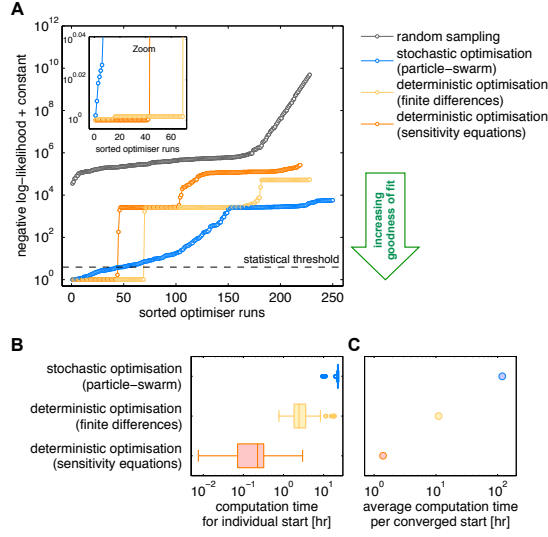 A
random sampling
stochastic optimisation
(particle-swarm)
deterministic optimisation
(finite differences)
deterministic optimisation
(sensitivity equations)
negative log-likelihood + constant
10^12
10^10
10^8
10^6
10^4
10^2
10^0
0 50 100 150 200 250
sorted optimiser runs
statistical threshold
Zoom
10^0.04
10^0.02
10^0
0 20 40 60
sorted optimiser runs
increasing
goodness of fit
B
stochastic optimisation
(particle-swarm)
deterministic optimisation
(finite differences)
deterministic optimisation
(sensitivity equations)
10^-2 10^-1 10^0 10^1
computation time
for individual start [hr]
C
10^0 10^1 10^2
average computation time
per converged start [hr]